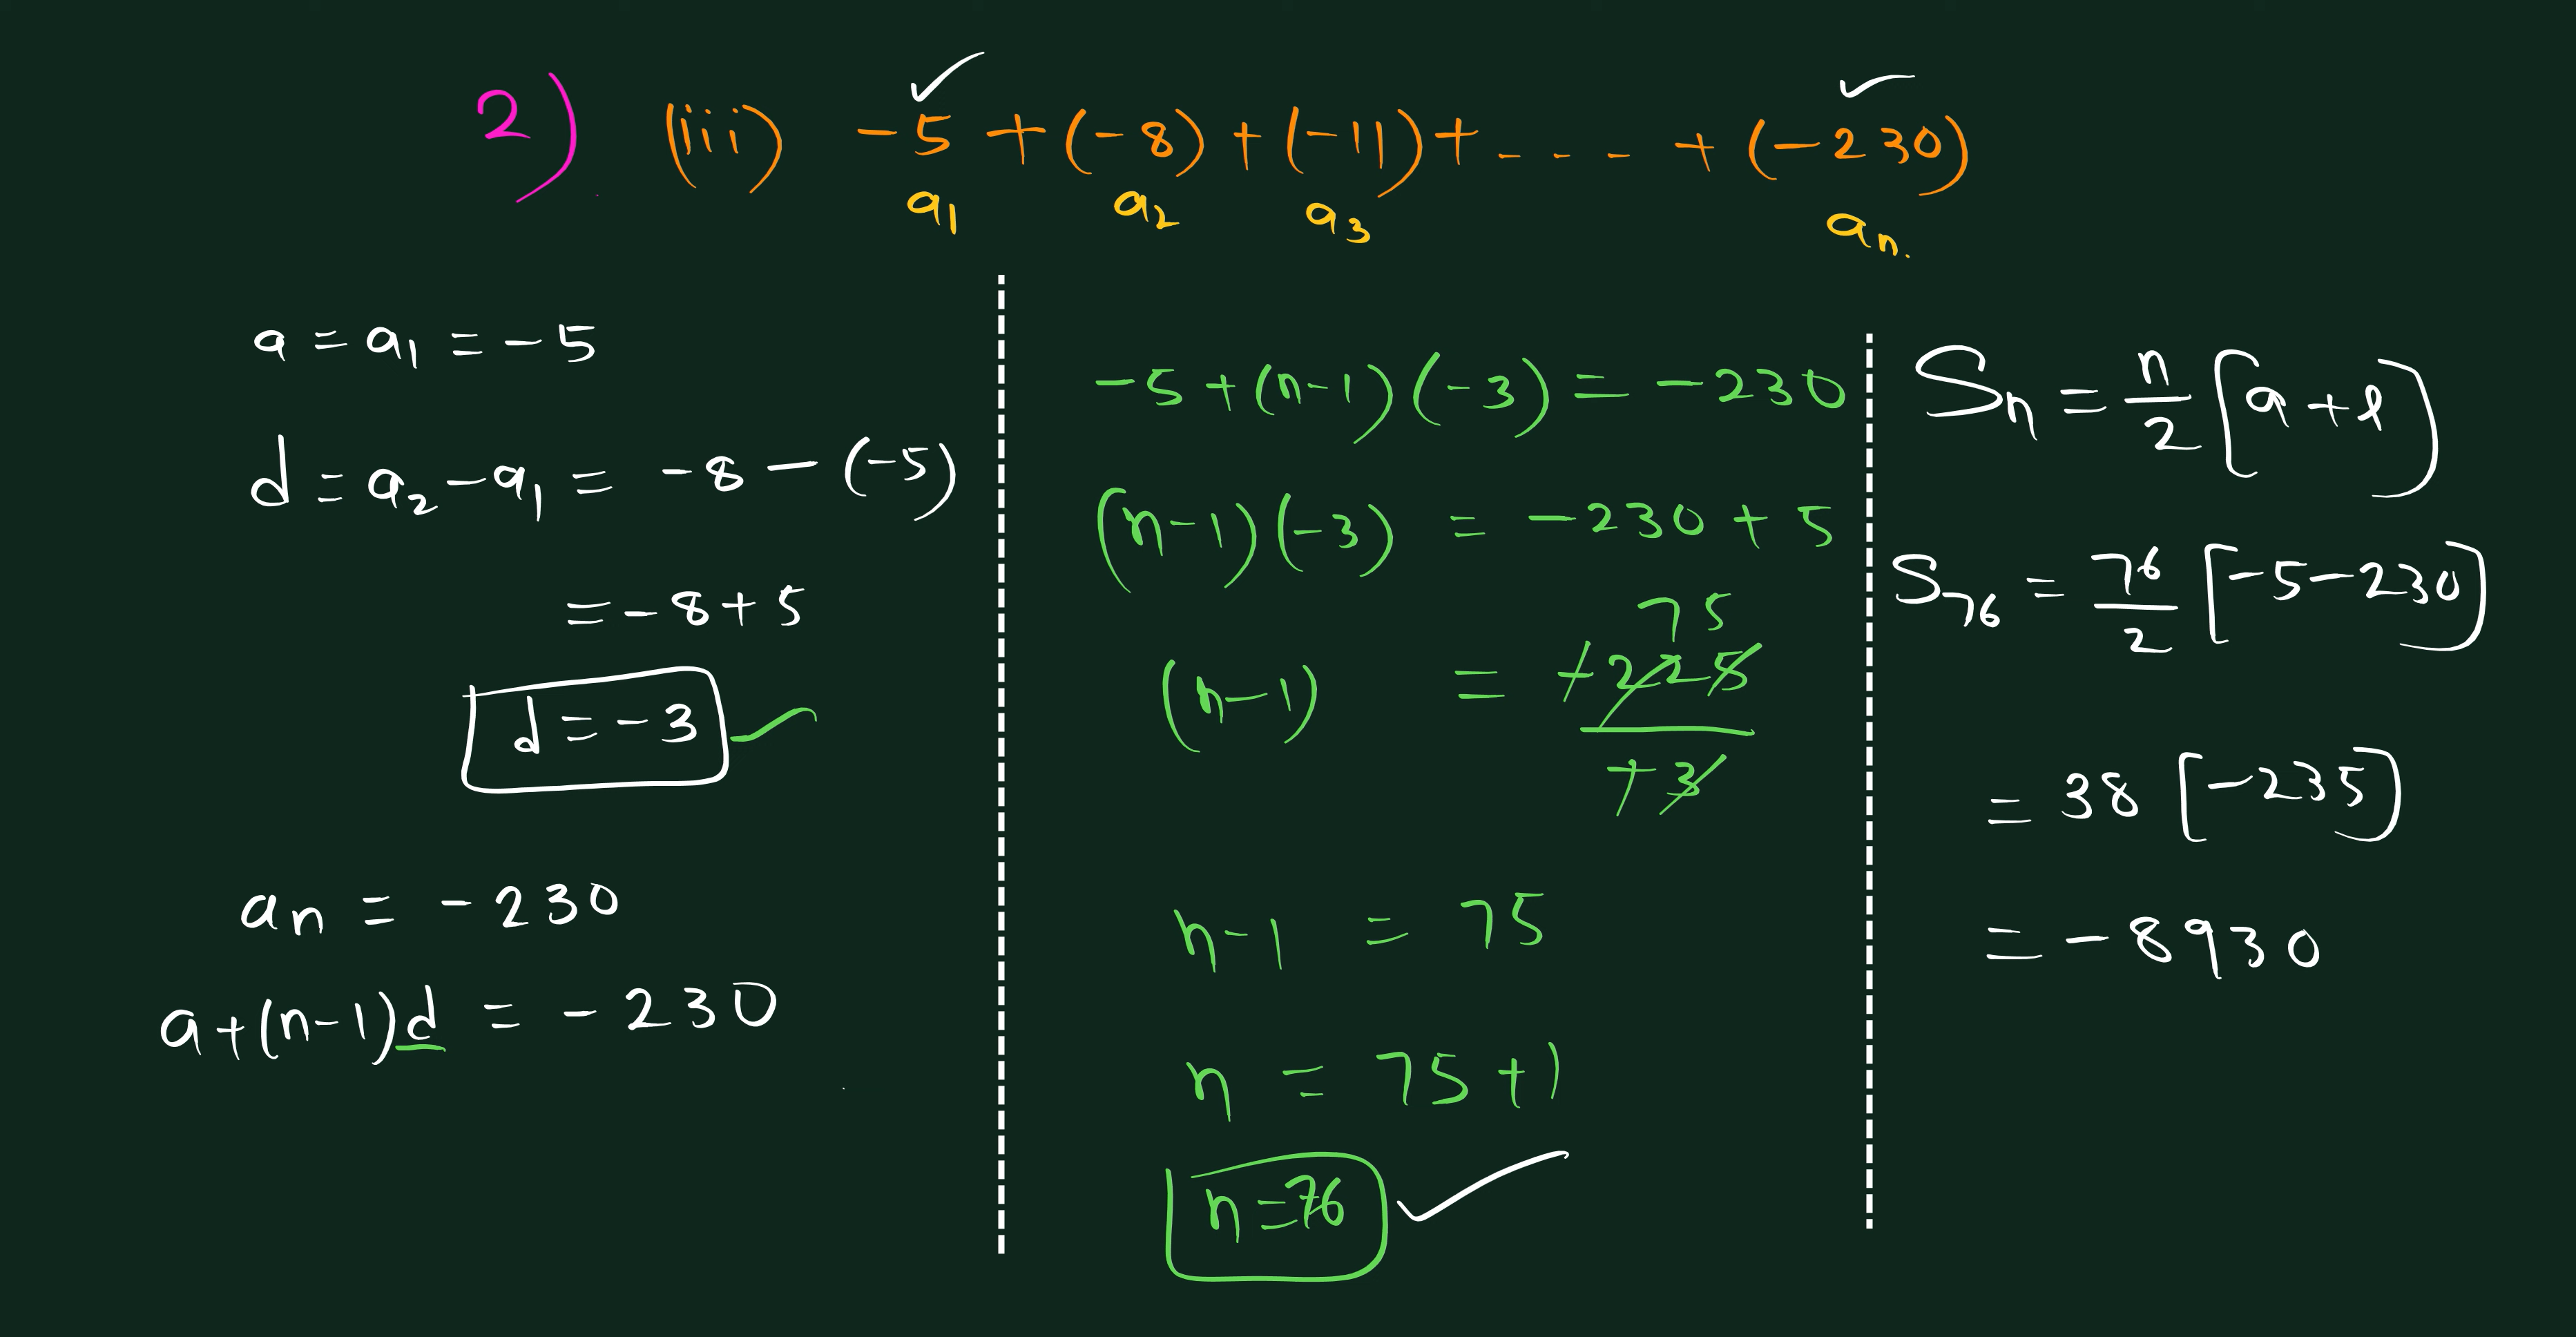 2) (iii) -5 + (-8) + (-11) + - - - - + (-230)
a₁ a₂ a₃ aₙ.
a = a₁ = -5
d = a₂ - a₁ = -8 - (-5)
= -8 + 5
d = -3
aₙ = -230
a + (n-1)d = -230
-5 + (n-1)(-3) = -230
(n-1)(-3) = -230 + 5
75
(n-1) = +225
+3
n-1 = 75
n = 75 + 1
n = 76
Sₙ = n/2 [a + l]
S₇₆ = 76/2 [-5 - 230]
= 38 [-235]
= -8930